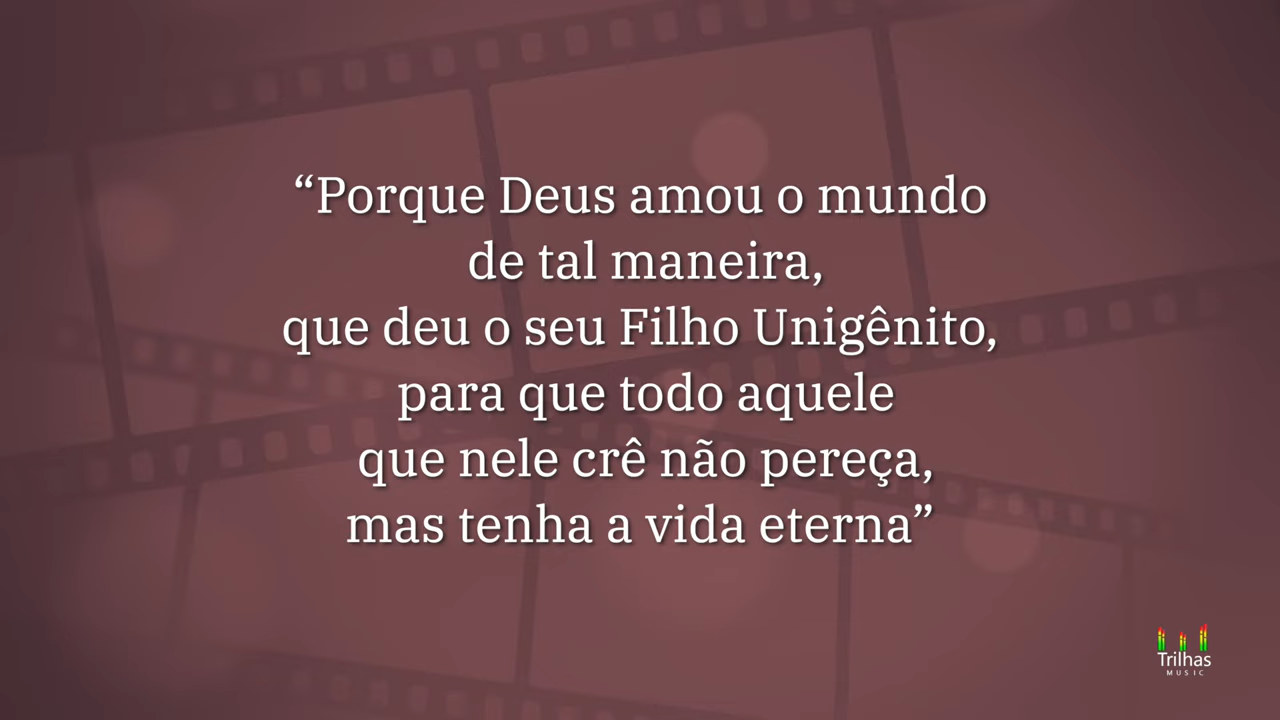 “Porque Deus amou o mundo
de tal maneira,
que deu o seu Filho Unigênito,
para que todo aquele
que nele crê não pereça,
mas tenha a vida eterna”
Trilhas
MUSIC